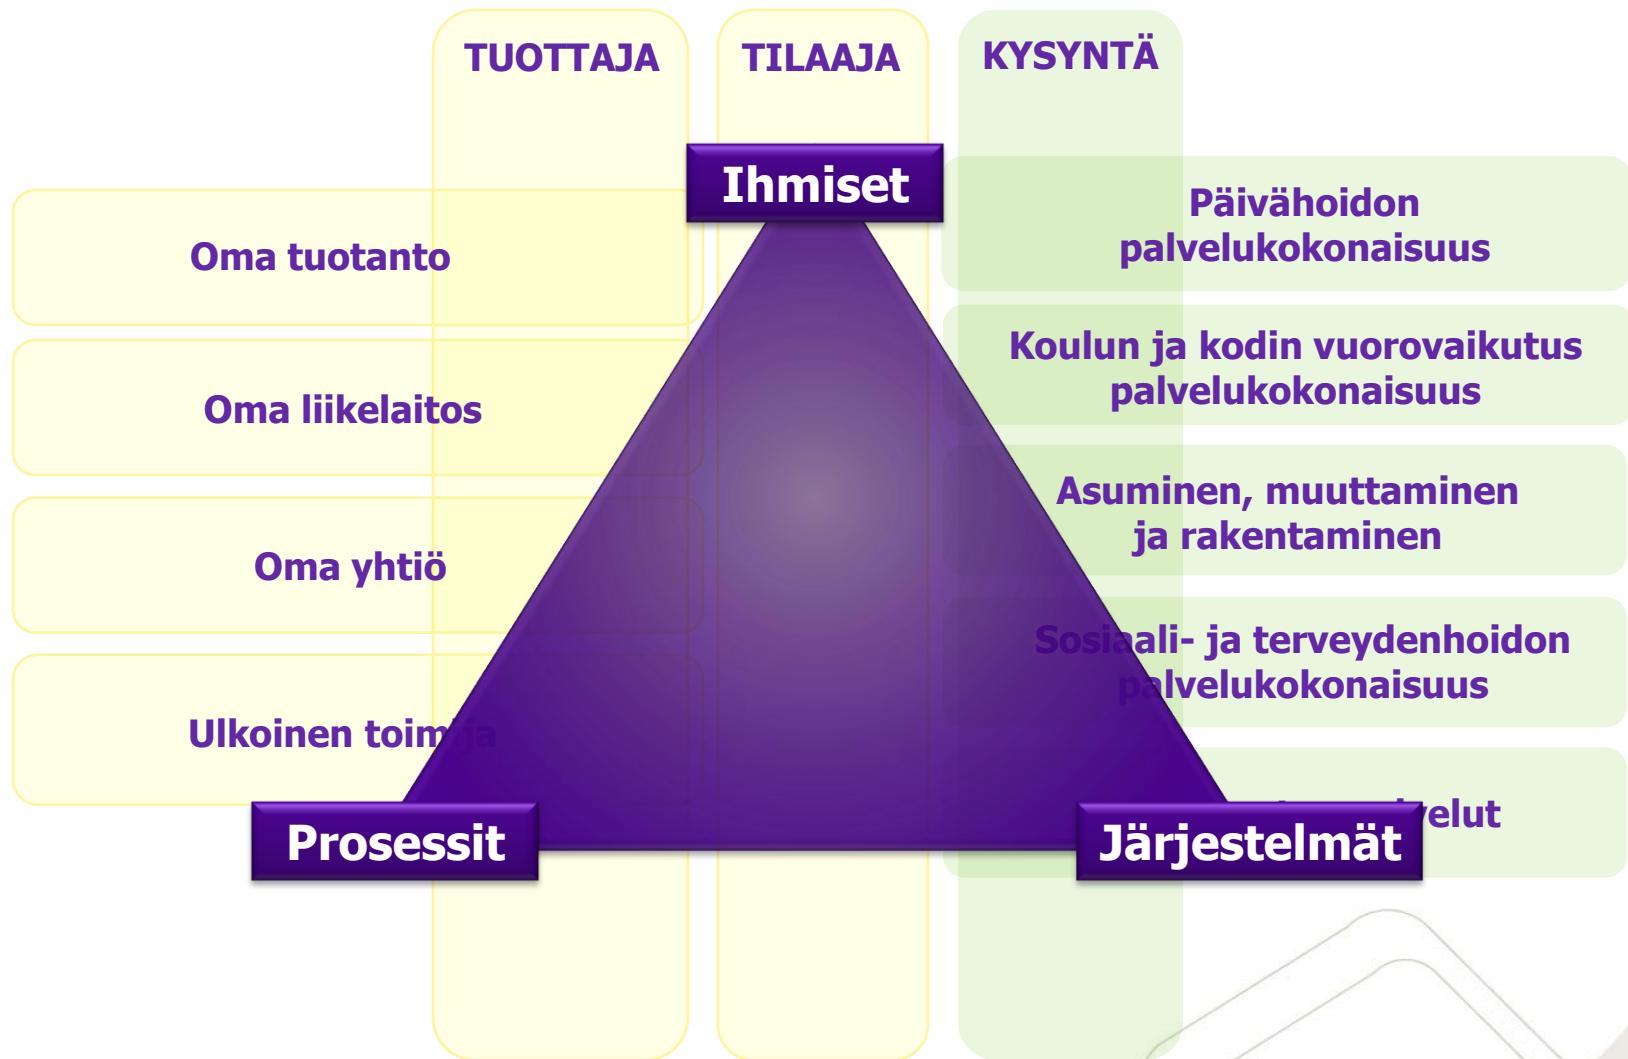 TUOTTAJA
TILAAJA
KYSYNTÄ
Ihmiset
Oma tuotanto
Oma liikelaitos
Oma yhtiö
Ulkoinen toimija
Päivähoidon
palvelukokonaisuus
Koulun ja kodin vuorovaikutus
palvelukokonaisuus
Asuminen, muuttaminen
ja rakentaminen
Sosiaali- ja terveydenhoidon
palvelukokonaisuus
Prosessit
Järjestelmät